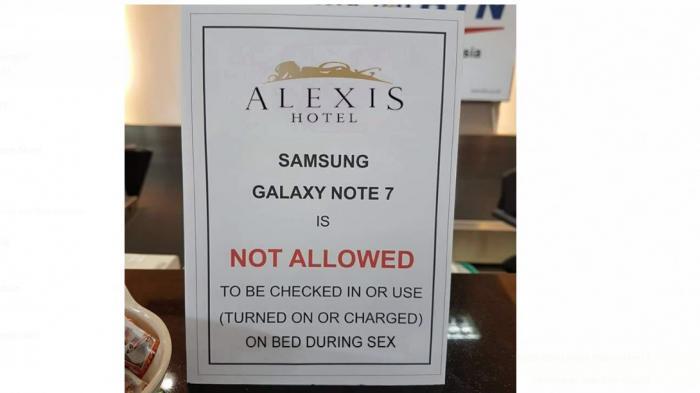 ALEXIS
HOTEL
SAMSUNG
GALAXY NOTE 7
IS
NOT ALLOWED
TO BE CHECKED IN OR USE
(TURNED ON OR CHARGED)
ON BED DURING SEX